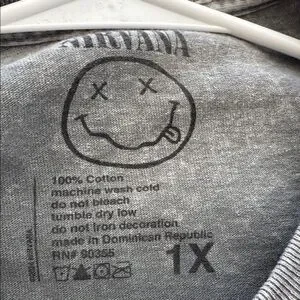 NIRVANA
100% Cotton
machine wash cold
do not bleach
tumble dry low
do not Iron decoration
made in Dominican Republic
RN# 90355
1X